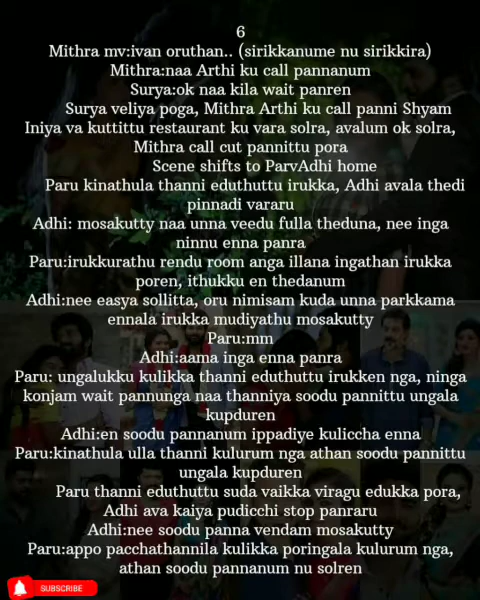 6
Mithra mv:ivan oruthan.. (sirikkanume nu sirikkira)
Mithra:naa Arthi ku call pannanum
Surya:ok naa kila wait panren
Surya veliya poga, Mithra Arthi ku call panni Shyam
Iniya va kuttittu restaurant ku vara solra, avalum ok solra,
Mithra call cut pannittu pora
Scene shifts to ParvAdhi home
Paru kinathula thanni eduthuttu irukka, Adhi avala thedi
pinnadi vararu
Adhi: mosakutty naa unna veedu fulla theduna, nee inga
ninnu enna panra
Paru:irukkurathu rendu room anga illana ingathan irukka
poren, ithukku en thedanum
Adhi:nee easya sollitta, oru nimisam kuda unna parkkama
ennala irukka mudiyathu mosakutty
Paru:mm
Adhi:aama inga enna panra
Paru: ungalukku kulikka thanni eduthuttu irukken nga, ninga
konjam wait pannunga naa thanniya soodu pannittu ungala
kupduren
Adhi:en soodu pannanum ippadiye kuliccha enna
Paru:kinathula ulla thanni kulurum nga athan soodu pannittu
ungala kupduren
Paru thanni eduthuttu suda vaikka viragu edukka pora,
Adhi ava kaiya pudicchi stop panraru
Adhi:nee soodu panna vendam mosakutty
Paru:appo pacchathannila kulikka poringala kulurum nga,
athan soodu pannanum nu solren
SUBSCRIBE